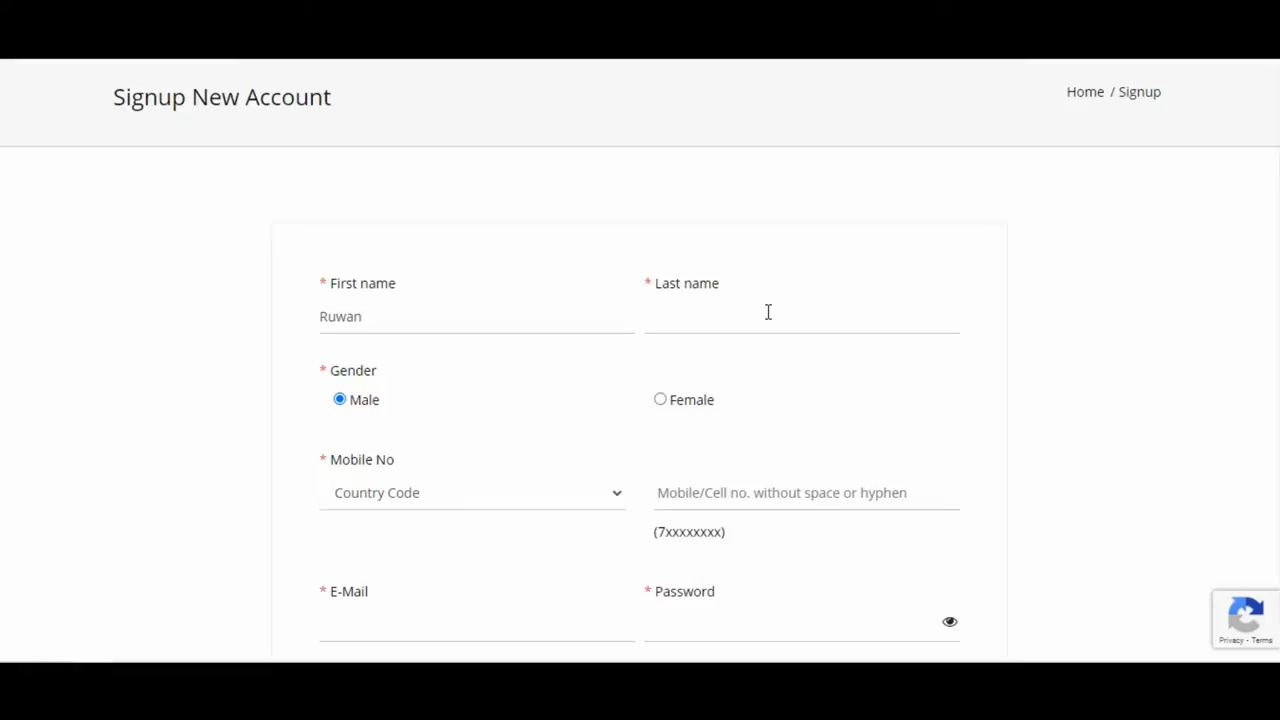 Signup New Account
Home / Signup
* First name
* Last name
Ruwan
* Gender
Male
Female
* Mobile No
Country Code
Mobile/Cell no. without space or hyphen
(7xxxxxxxx)
* E-Mail
* Password
Privacy - Terms